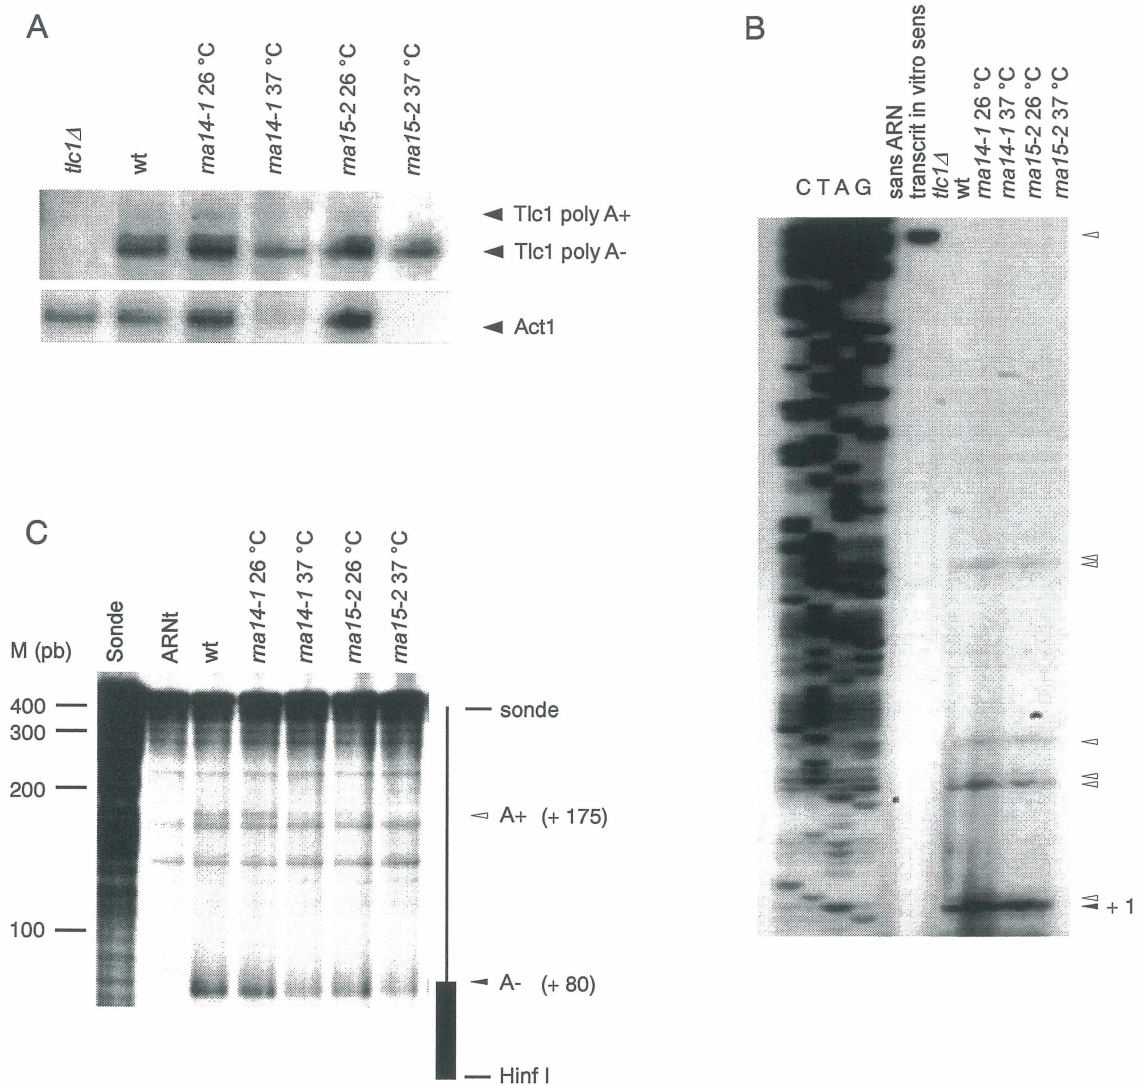 A
tlc1Δ
wt
rna14-1 26 °C
rna14-1 37 °C
rna15-2 26 °C
rna15-2 37 °C
Tlc1 poly A+
Tlc1 poly A-
Act1
B
C T A G
sans ARN
transcrit in vitro sens
tlc1Δ
wt
rna14-1 26 °C
rna14-1 37 °C
rna15-2 26 °C
rna15-2 37 °C
+ 1
C
M (pb)
Sonde
ARNt
wt
rna14-1 26 °C
rna14-1 37 °C
rna15-2 26 °C
rna15-2 37 °C
400
300
200
100
sonde
A+ (+ 175)
A- (+ 80)
Hinf I